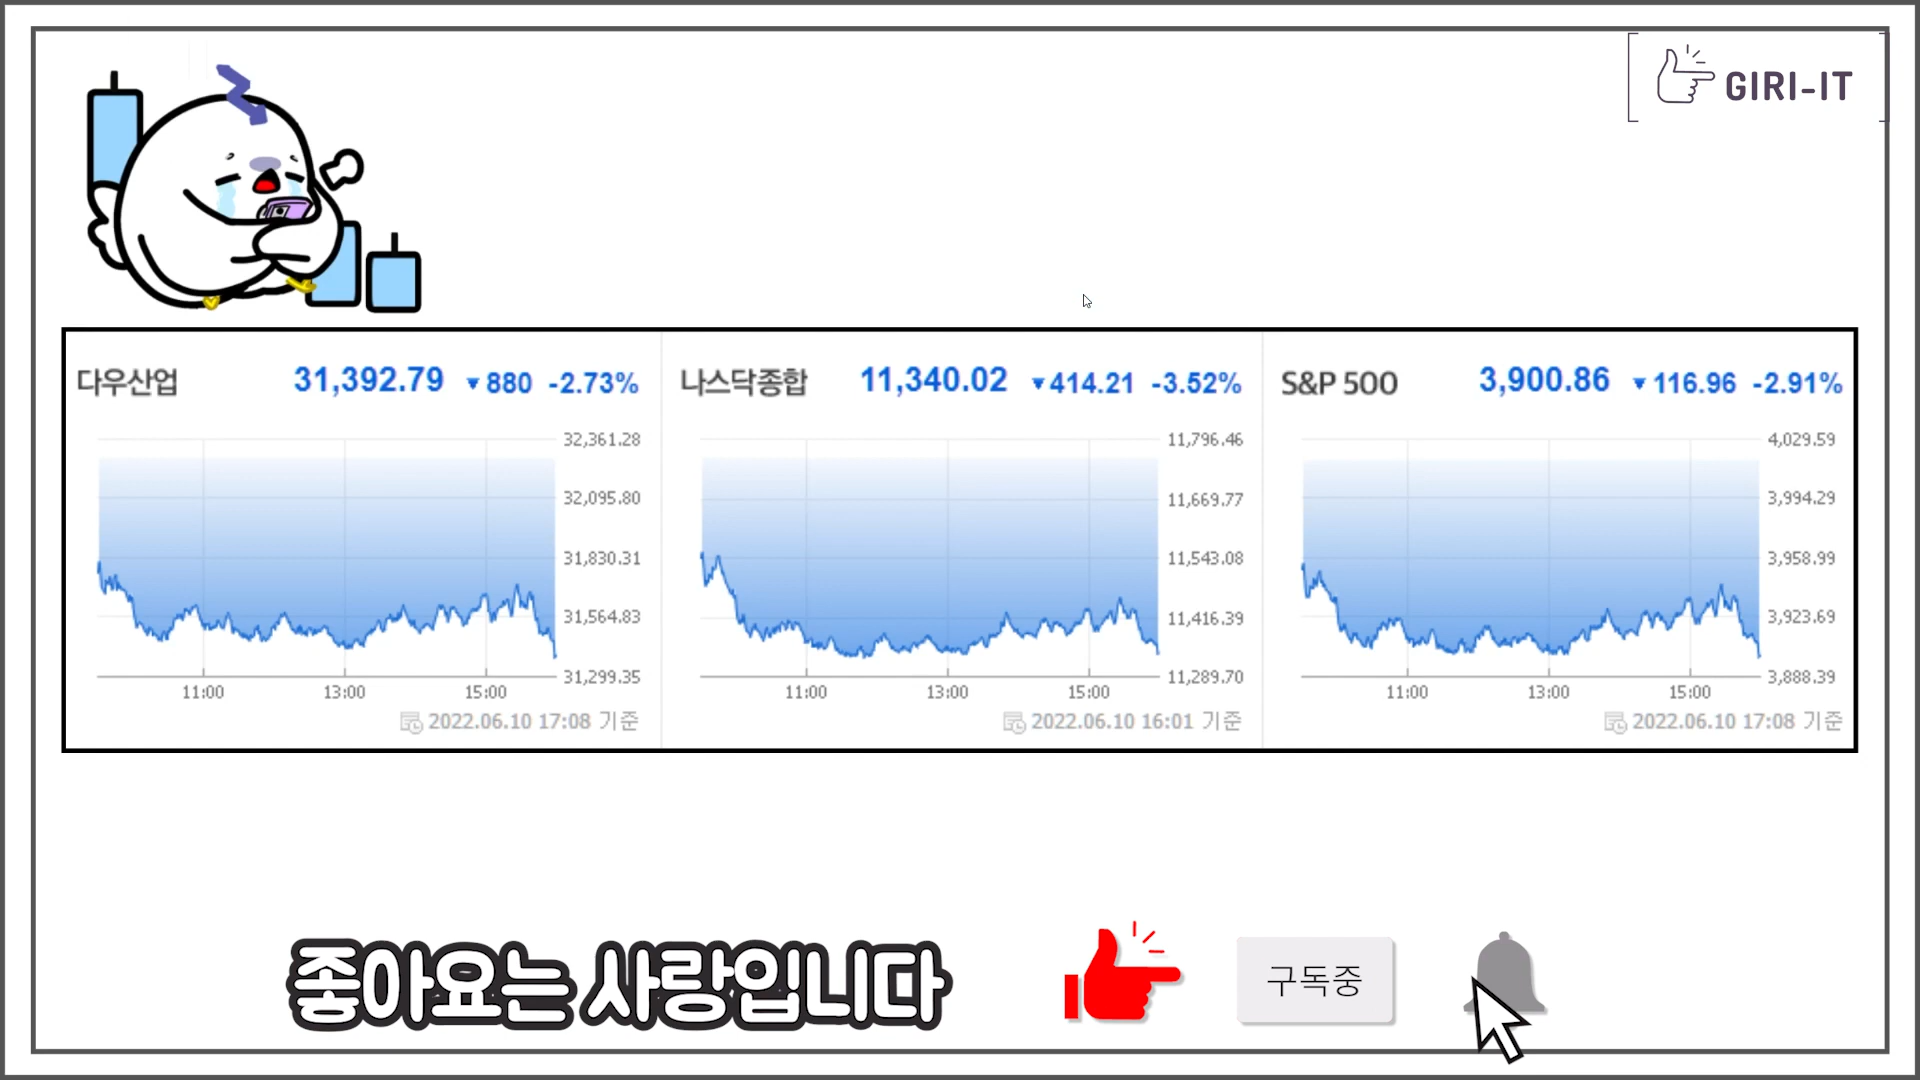 GIRI-IT
다우산업 31,392.79 ▼880 -2.73%
32,361.28
32,095.80
31,830.31
31,564.83
31,299.35
11:00 13:00 15:00
2022.06.10 17:08 기준
나스닥종합 11,340.02 ▼414.21 -3.52%
11,796.46
11,669.77
11,543.08
11,416.39
11,289.70
11:00 13:00 15:00
2022.06.10 16:01 기준
S&P 500 3,900.86 ▼116.96 -2.91%
4,029.59
3,994.29
3,958.99
3,923.69
3,888.39
11:00 13:00 15:00
2022.06.10 17:08 기준
좋아요는 사랑입니다
구독중